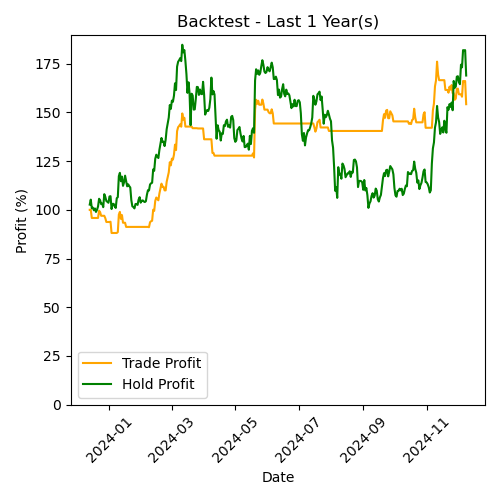 Backtest - Last 1 Year(s)
Profit (%)
175
150
125
100
75
50
25
0
Trade Profit
Hold Profit
2024-01
2024-03
2024-05
2024-07
2024-09
2024-11
Date